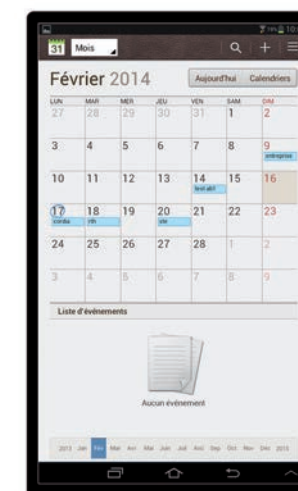 31 Mois
Février 2014 Aujourd'hui Calendriers
LUN MAR MER JEU VEN SAM DIM
27 28 29 30 31 1 2
3 4 5 6 7 8 9
entreprise
10 11 12 13 14 15 16
17 18 19 20 21 22 23
24 25 26 27 28 1 2
3 4 5 6 7 8 9
Liste d'événements
Aucun événement
2013 Jan Fév Mar Avr Mai Juin Juil Aoû Sep Oct Nov Déc 2015